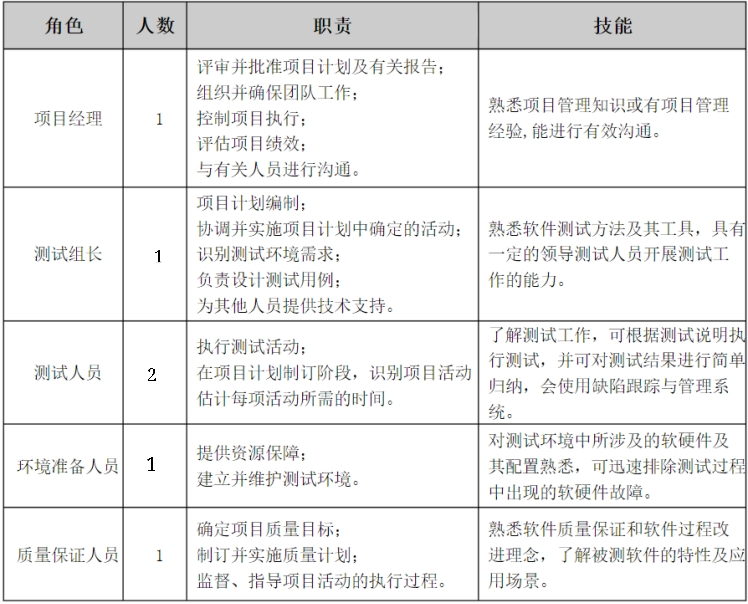 角色 人数 职责 技能
项目经理 1
评审并批准项目计划及有关报告；
组织并确保团队工作；
控制项目执行；
评估项目绩效；
与有关人员进行沟通。
熟悉项目管理知识或有项目管理
经验,能进行有效沟通。
测试组长 1
项目计划编制；
协调并实施项目计划中确定的活动；
识别测试环境需求；
负责设计测试用例；
为其他人员提供技术支持。
熟悉软件测试方法及其工具，具有
一定的领导测试人员开展测试工
作的能力。
测试人员 2
执行测试活动；
在项目计划制订阶段，识别项目活动
估计每项活动所需的时间。
了解测试工作，可根据测试说明执
行测试，并可对测试结果进行简单
归纳，会使用缺陷跟踪与管理系
统。
环境准备人员 1
提供资源保障；
建立并维护测试环境。
对测试环境中所涉及的软硬件及
其配置熟悉，可迅速排除测试过程
中出现的软硬件故障。
质量保证人员 1
确定项目质量目标；
制订并实施质量计划；
监督、指导项目活动的执行过程。
熟悉软件质量保证和软件过程改
进理念，了解被测软件的特性及应
用场景。